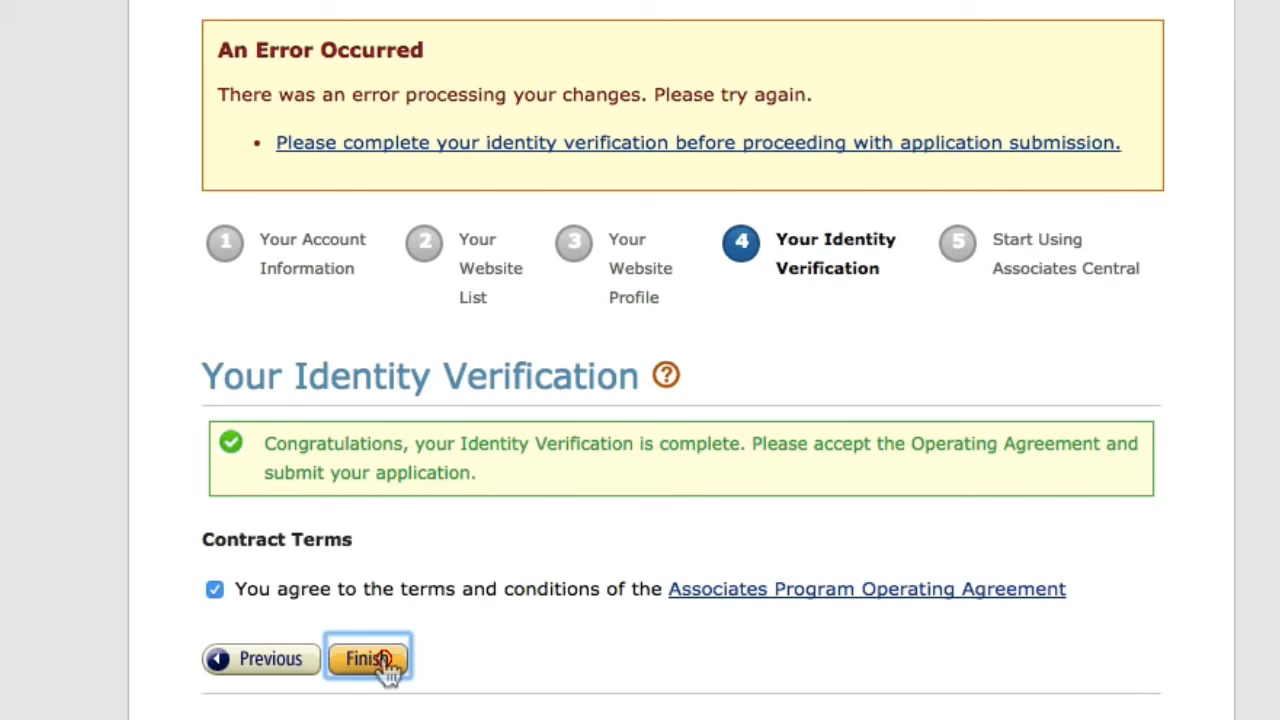 An Error Occurred
There was an error processing your changes. Please try again.
• Please complete your identity verification before proceeding with application submission.
1 Your Account Information
2 Your Website List
3 Your Website Profile
4 Your Identity Verification
5 Start Using Associates Central
Your Identity Verification ?
Congratulations, your Identity Verification is complete. Please accept the Operating Agreement and
submit your application.
Contract Terms
You agree to the terms and conditions of the Associates Program Operating Agreement
Previous Finish